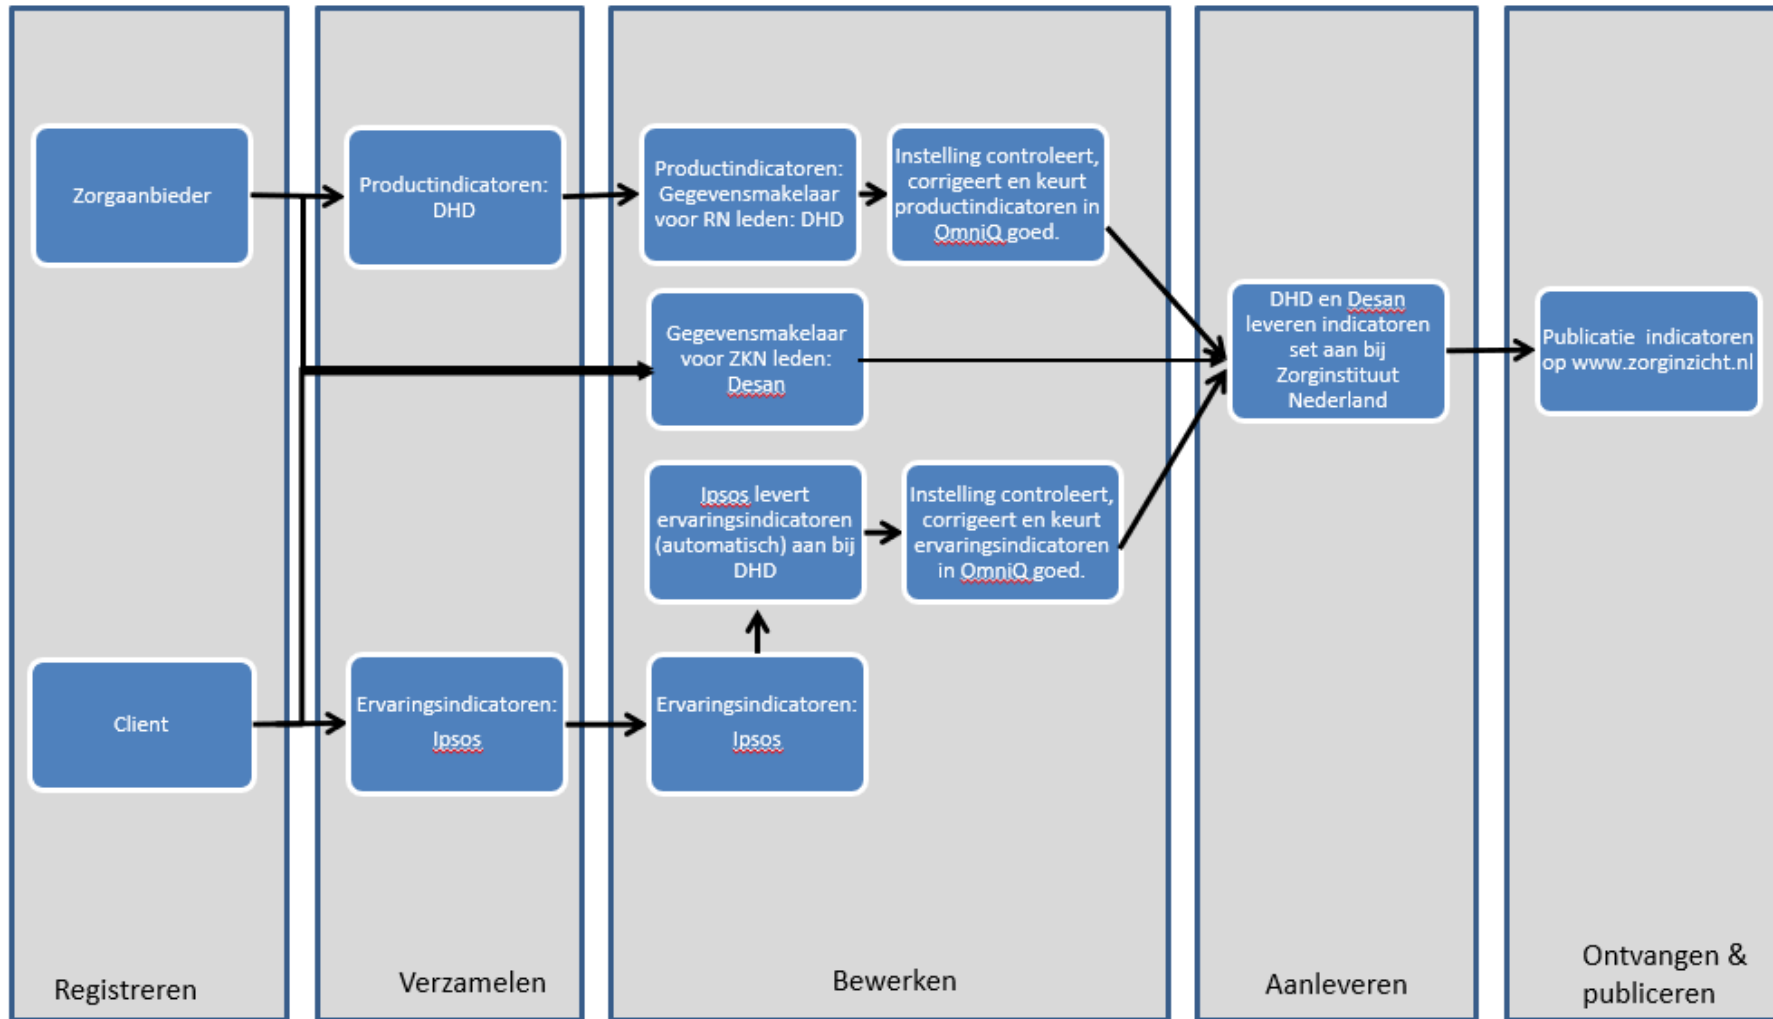 Zorgaanbieder
Productindicatoren:
DHD
Productindicatoren:
Gegevensmakelaar
voor RN leden: DHD
Instelling controleert,
corrigeert en keurt
productindicatoren in
OmniQ goed.
Gegevensmakelaar
voor ZKN leden:
Desan
DHD en Desan
leveren indicatoren
set aan bij
Zorginstituut
Nederland
Publicatie indicatoren
op www.zorginzicht.nl
Ipsos levert
ervaringsindicatoren
(automatisch) aan bij
DHD
Instelling controleert,
corrigeert en keurt
ervaringsindicatoren
in OmniQ goed.
Client
Ervaringsindicatoren:
Ipsos
Ervaringsindicatoren:
Ipsos
Registreren
Verzamelen
Bewerken
Aanleveren
Ontvangen &
publiceren